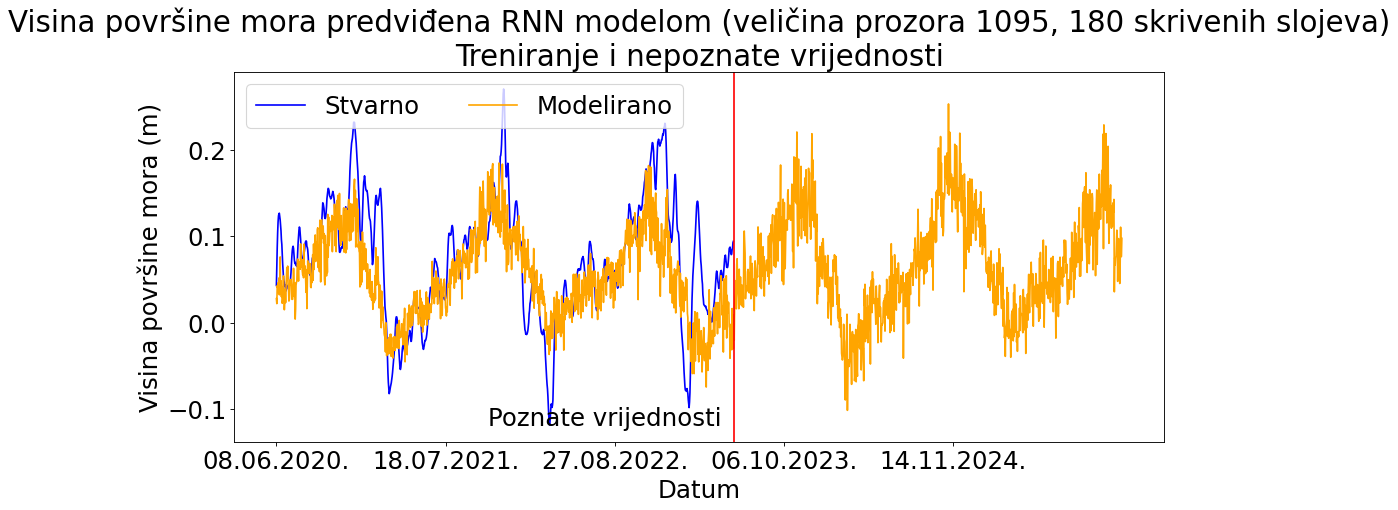 Visina površine mora predviđena RNN modelom (veličina prozora 1095, 180 skrivenih slojeva)
Treniranje i nepoznate vrijednosti
Stvarno Modelirano
Visina površine mora (m)
0.2
0.1
0.0
−0.1
Poznate vrijednosti
08.06.2020. 18.07.2021. 27.08.2022. 06.10.2023. 14.11.2024.
Datum